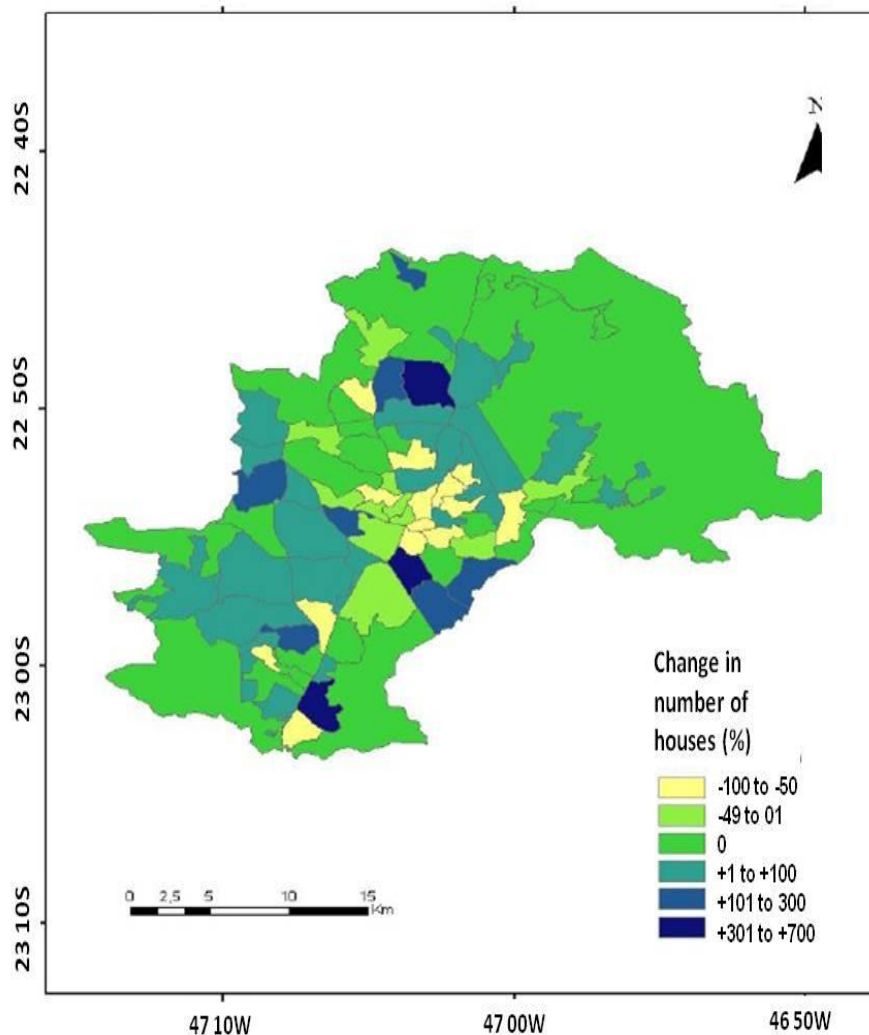 N
22 40S
22 50S
23 00S
23 10S
Change in
number of
houses (%)
-100 to -50
-49 to 01
0
+1 to +100
+101 to 300
+301 to +700
0 2,5 5 10 15
Km
47 10W 47 00W 46 50W